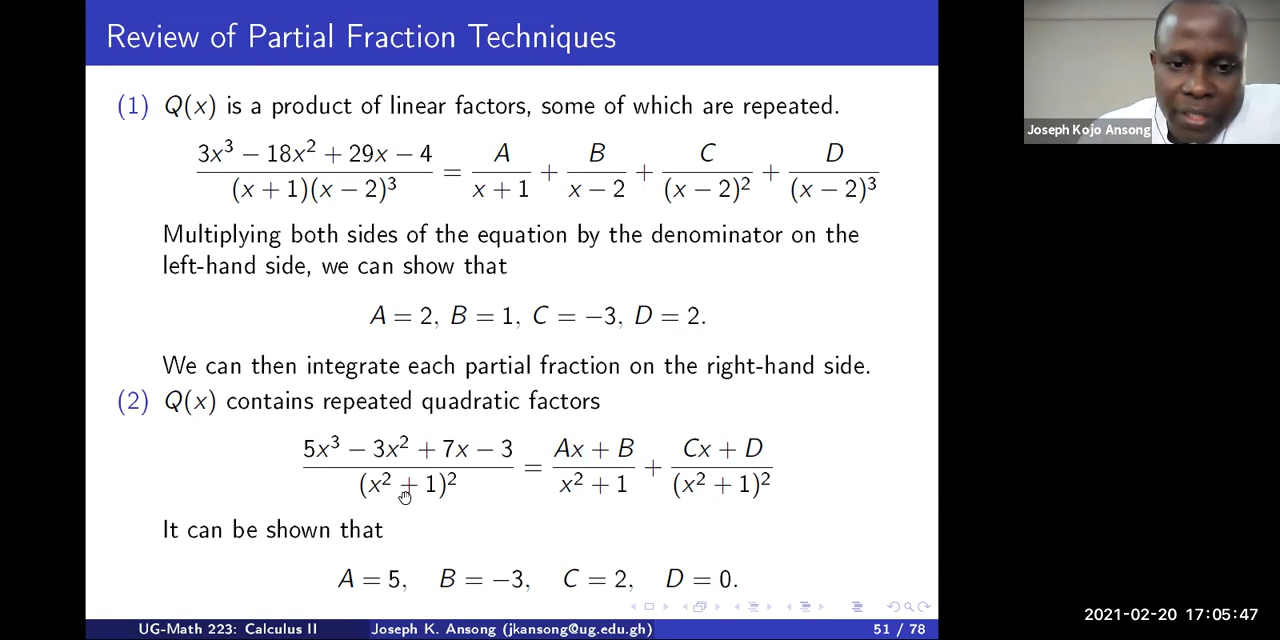 Review of Partial Fraction Techniques
Joseph Kojo Ansong
(1) Q(x) is a product of linear factors, some of which are repeated.
3x³ − 18x² + 29x − 4 / (x + 1)(x − 2)³ = A / x + 1 + B / x − 2 + C / (x − 2)² + D / (x − 2)³
Multiplying both sides of the equation by the denominator on the
left-hand side, we can show that
A = 2, B = 1, C = −3, D = 2.
We can then integrate each partial fraction on the right-hand side.
(2) Q(x) contains repeated quadratic factors
5x³ − 3x² + 7x − 3 / (x² + 1)² = Ax + B / x² + 1 + Cx + D / (x² + 1)²
It can be shown that
A = 5, B = −3, C = 2, D = 0.
UG-Math 223: Calculus II Joseph K. Ansong (jkansong@ug.edu.gh) 51 / 78
2021-02-20 17:05:47